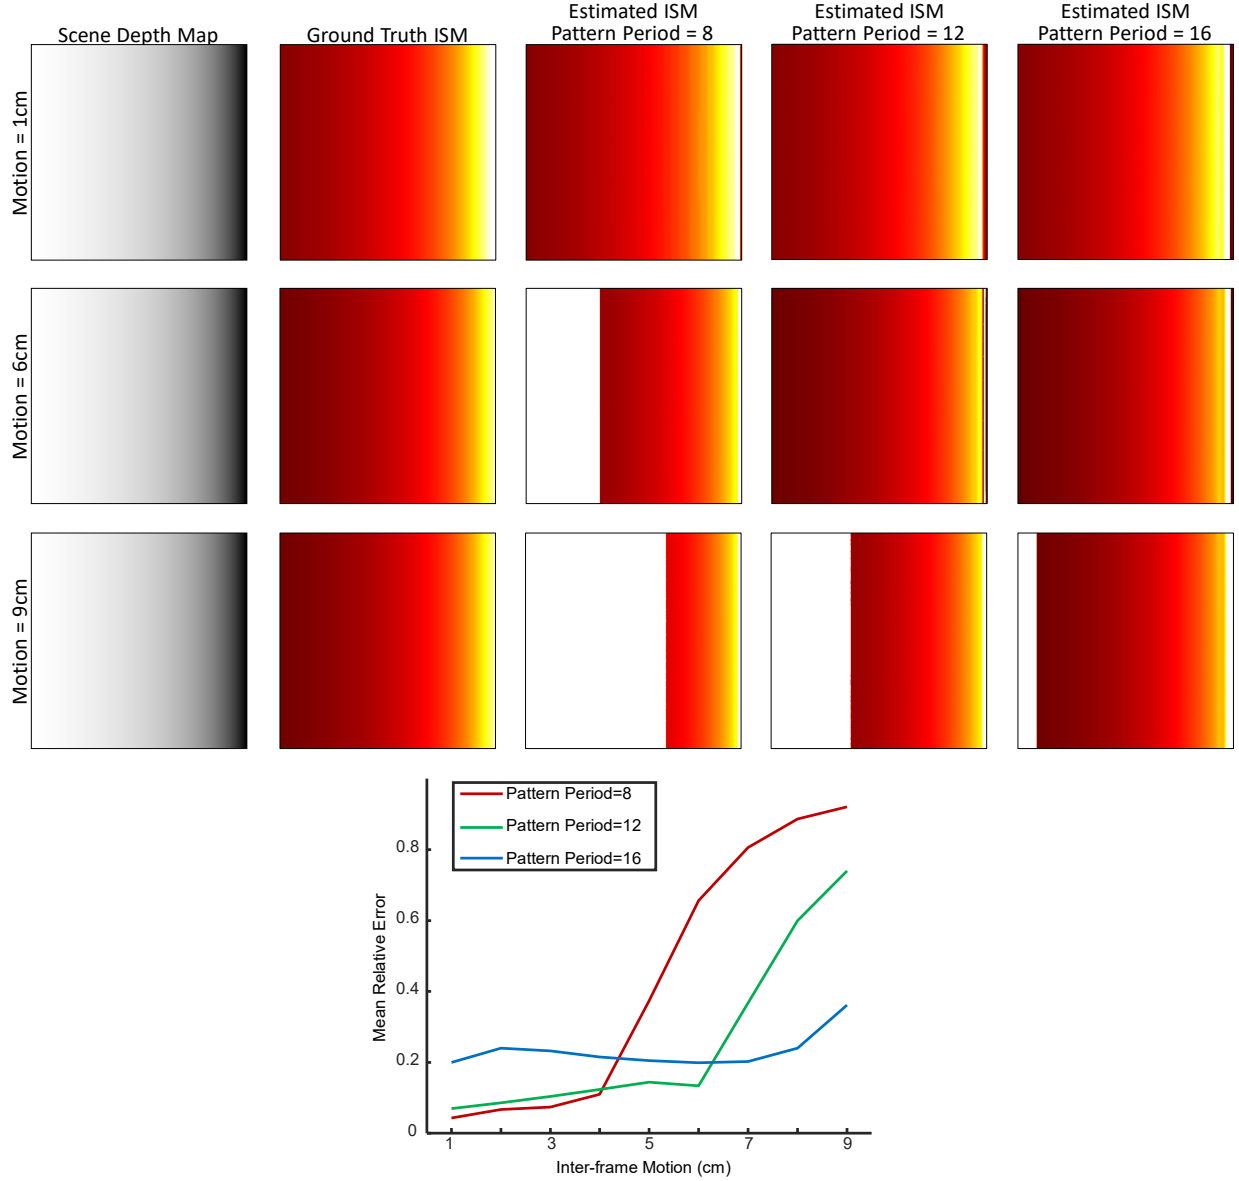 Scene Depth Map
Ground Truth ISM
Estimated ISM
Pattern Period = 8
Estimated ISM
Pattern Period = 12
Estimated ISM
Pattern Period = 16
Motion = 1cm
Motion = 6cm
Motion = 9cm
Pattern Period=8
Pattern Period=12
Pattern Period=16
Mean Relative Error
0.8
0.6
0.4
0.2
0
1
3
5
7
9
Inter-frame Motion (cm)